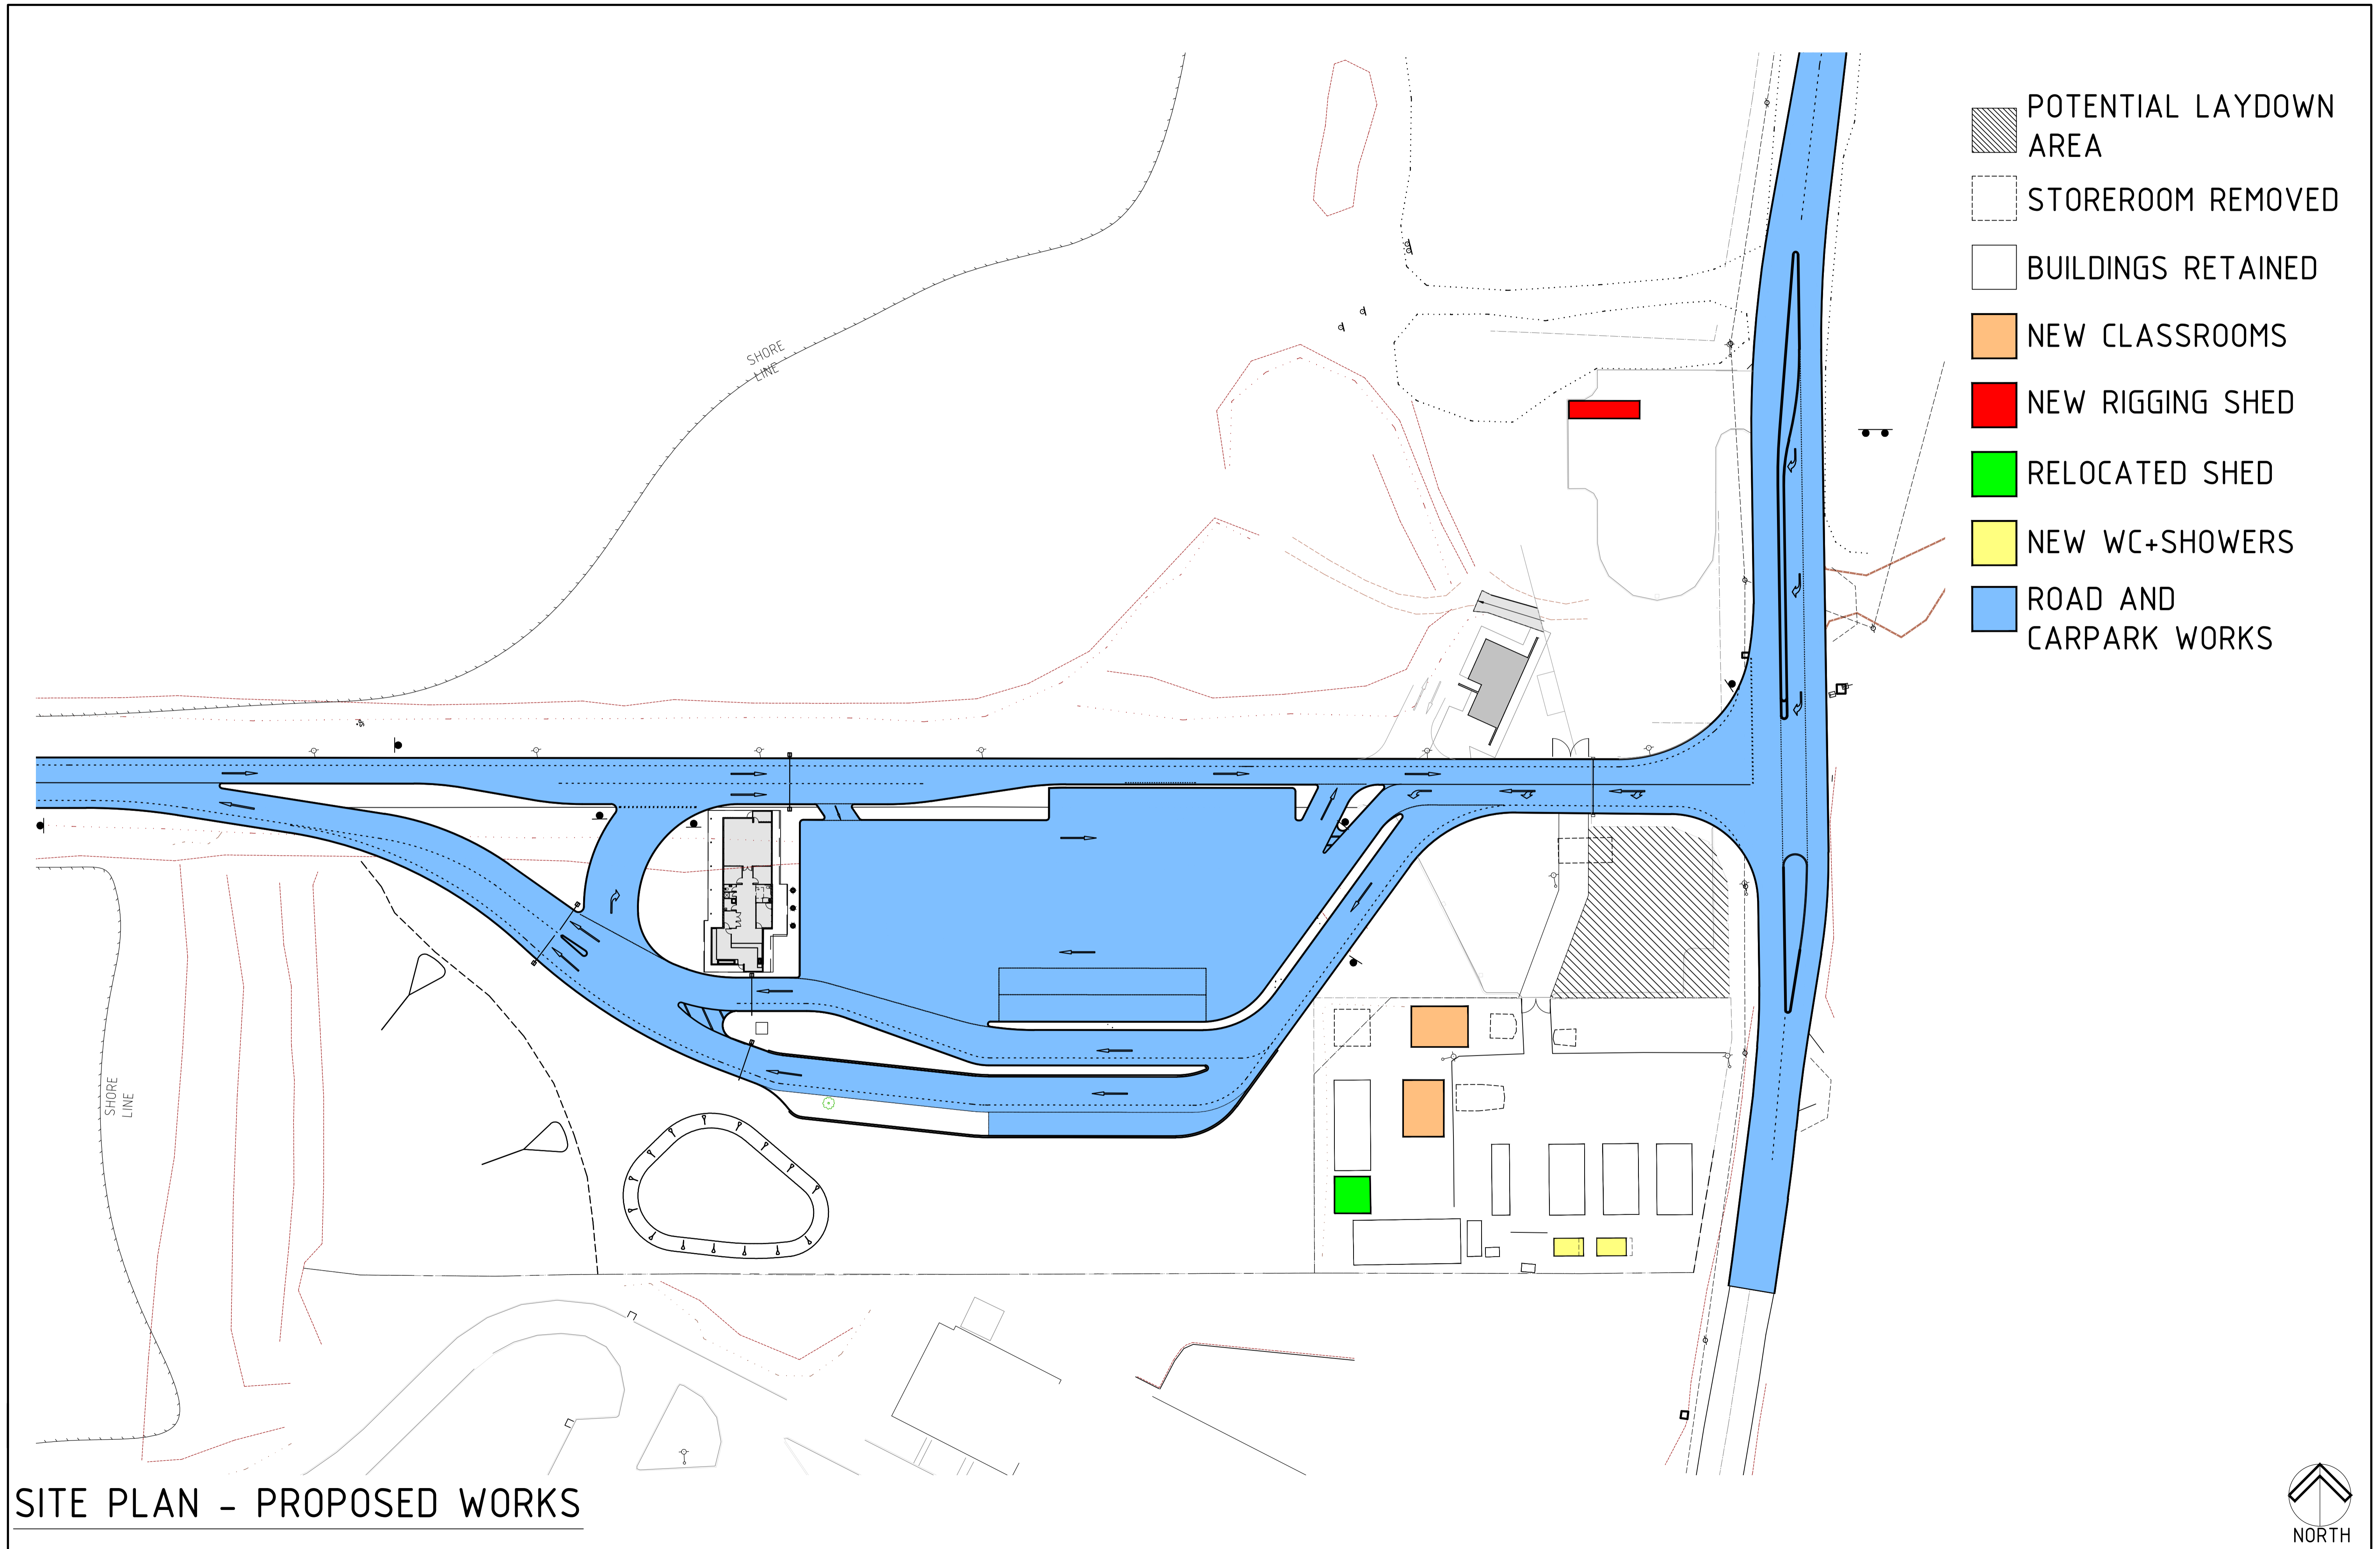 POTENTIAL LAYDOWN
AREA
STOREROOM REMOVED
BUILDINGS RETAINED
NEW CLASSROOMS
NEW RIGGING SHED
RELOCATED SHED
NEW WC+SHOWERS
ROAD AND
CARPARK WORKS
SHORE
LINE
SHORE
LINE
SITE PLAN - PROPOSED WORKS
NORTH